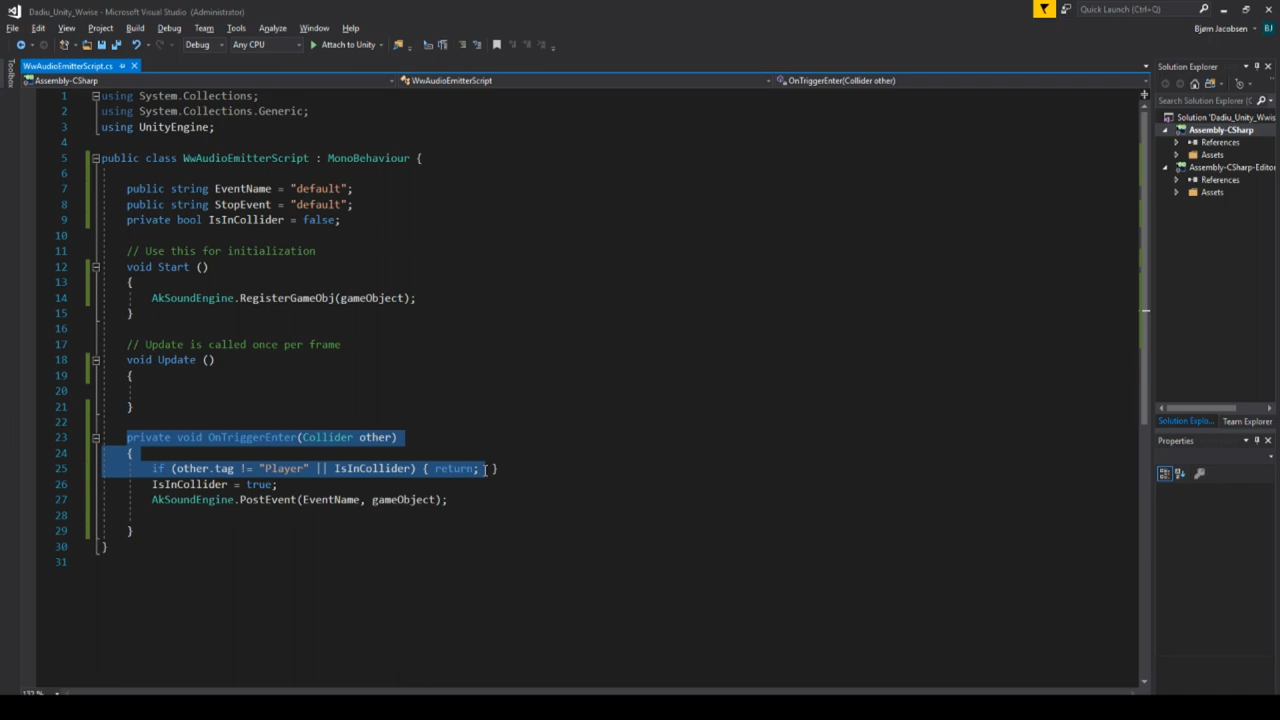 Dadiu_Unity_Wwise - Microsoft Visual Studio (Administrator)
Quick Launch (Ctrl+Q)
File Edit View Project Build Debug Team Tools Test Analyze Window Help
Bjørn Jacobsen
BJ
Debug Any CPU Attach to Unity
WwAudioEmitterScript.cs
Assembly-CSharp
WwAudioEmitterScript
OnTriggerEnter(Collider other)
Toolbox
1 using System.Collections;
2 using System.Collections.Generic;
3 using UnityEngine;
4
5 public class WwAudioEmitterScript : MonoBehaviour {
6
7 public string EventName = "default";
8 public string StopEvent = "default";
9 private bool IsInCollider = false;
10
11 // Use this for initialization
12 void Start ()
13 {
14 AkSoundEngine.RegisterGameObj(gameObject);
15 }
16
17 // Update is called once per frame
18 void Update ()
19 {
20
21 }
22
23 private void OnTriggerEnter(Collider other)
24 {
25 if (other.tag != "Player" || IsInCollider) { return; }
26 IsInCollider = true;
27 AkSoundEngine.PostEvent(EventName, gameObject);
28
29 }
30 }
31
Solution Explorer
Search Solution Explorer (Ctrl+
Solution 'Dadiu_Unity_Wwis
Assembly-CSharp
References
Assets
Assembly-CSharp-Editor
References
Assets
Solution Explo... Team Explorer
Properties